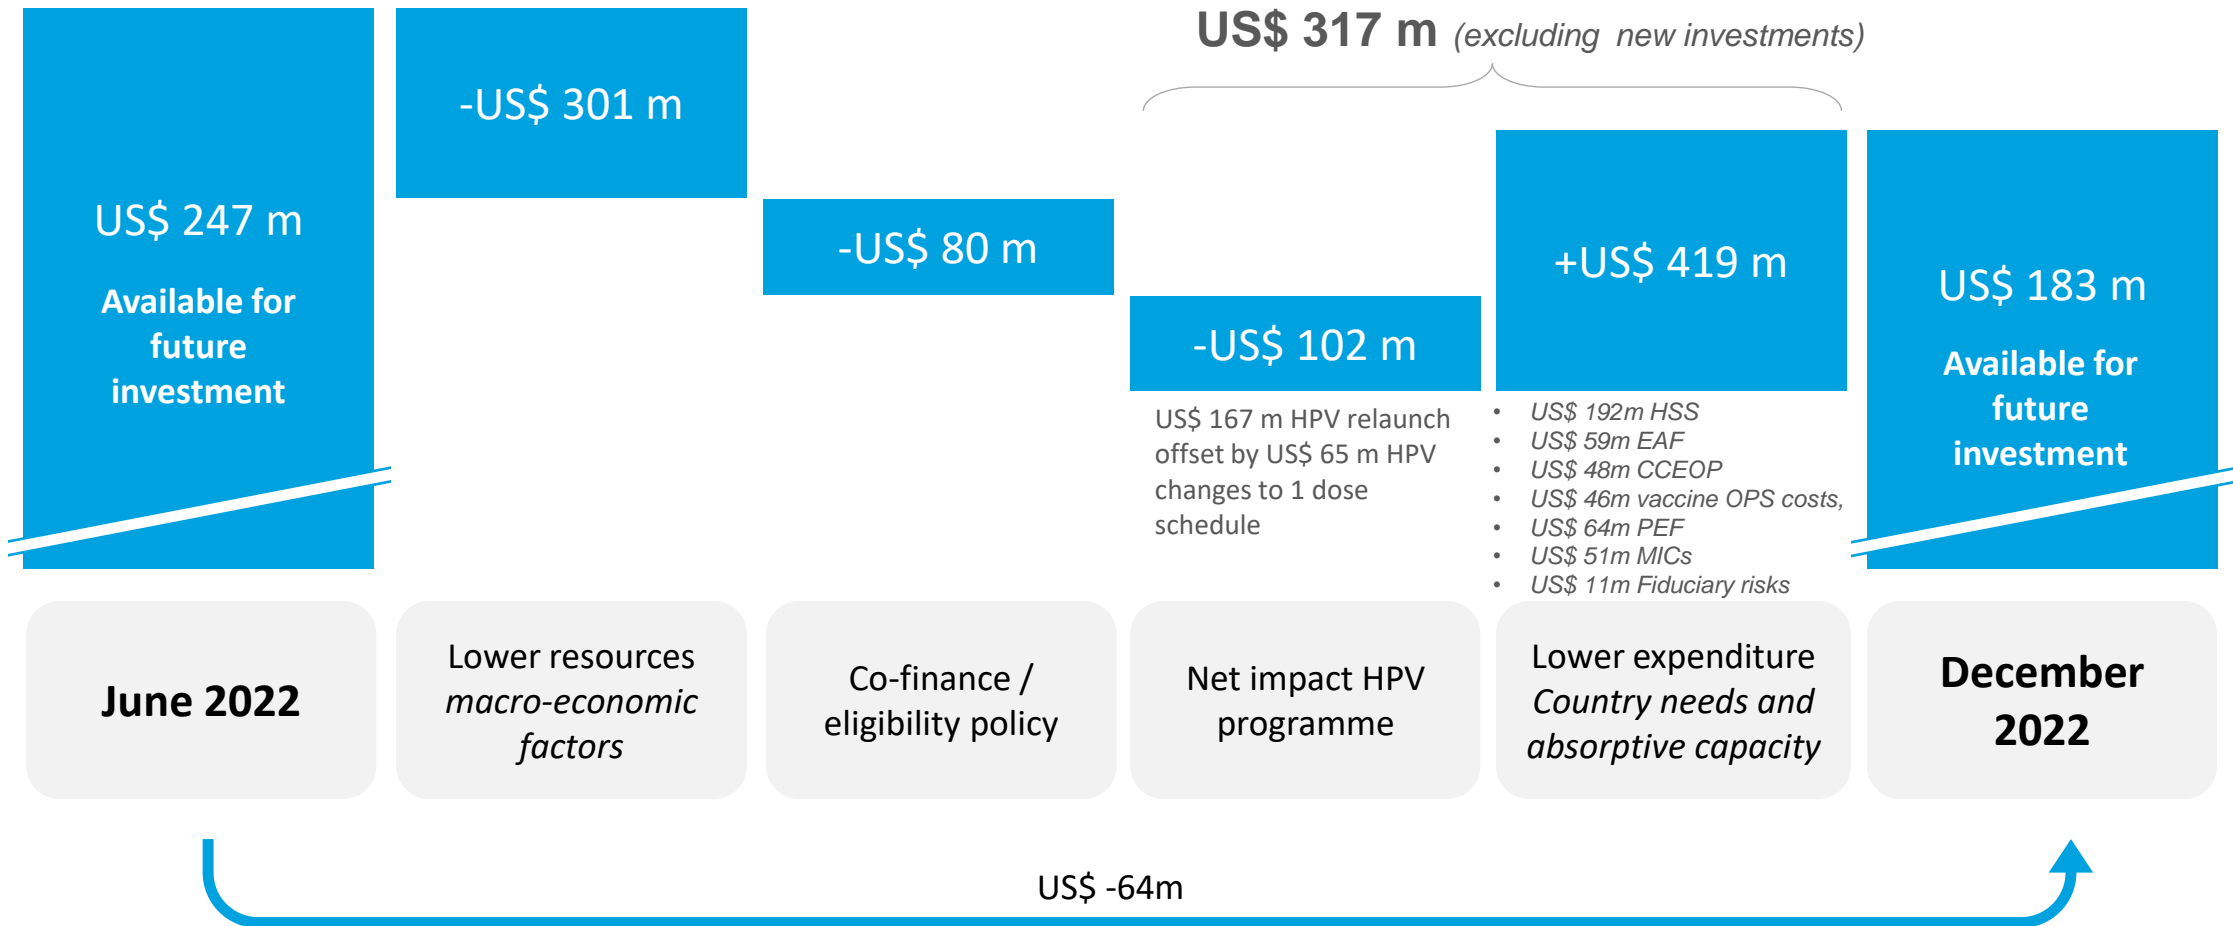 US$ 317 m (excluding new investments)
US$ 247 m
Available for
future
investment
-US$ 301 m
-US$ 80 m
-US$ 102 m
US$ 167 m HPV relaunch
offset by US$ 65 m HPV
changes to 1 dose
schedule
+US$ 419 m
• US$ 192m HSS
• US$ 59m EAF
• US$ 48m CCEOP
• US$ 46m vaccine OPS costs,
• US$ 64m PEF
• US$ 51m MICs
• US$ 11m Fiduciary risks
US$ 183 m
Available for
future
investment
June 2022
Lower resources
macro-economic
factors
Co-finance /
eligibility policy
Net impact HPV
programme
Lower expenditure
Country needs and
absorptive capacity
December
2022
US$ -64m